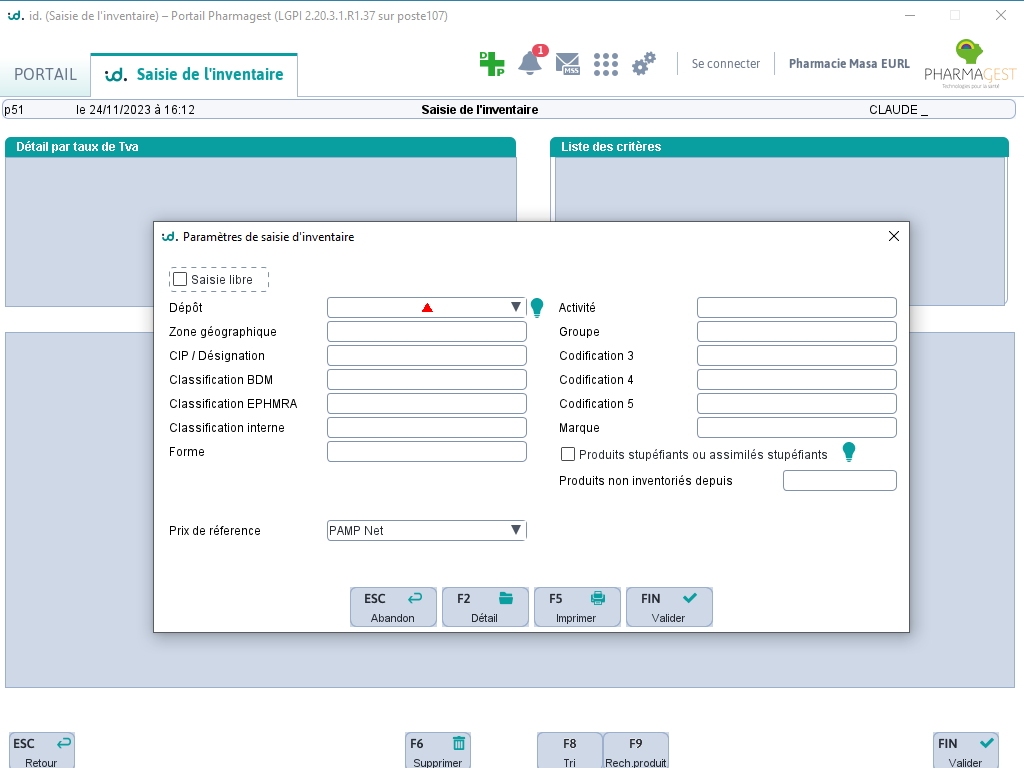 id. (Saisie de l'inventaire) – Portail Pharmagest (LGPI 2.20.3.1.R1.37 sur poste107)
PORTAIL
id. Saisie de l'inventaire
D P
1
MSS
Se connecter
Pharmacie Masa EURL
PHARMAGEST
Technologies pour la santé
p51
le 24/11/2023 à 16:12
Saisie de l'inventaire
CLAUDE _
Détail par taux de Tva
Liste des critères
id. Paramètres de saisie d'inventaire
Saisie libre
Dépôt
Activité
Zone géographique
Groupe
CIP / Désignation
Codification 3
Classification BDM
Codification 4
Classification EPHMRA
Codification 5
Classification interne
Marque
Forme
Produits stupéfiants ou assimilés stupéfiants
Produits non inventoriés depuis
Prix de réference
PAMP Net
ESC
Abandon
F2
Détail
F5
Imprimer
FIN
Valider
ESC
Retour
F6
Supprimer
F8
Tri
F9
Rech.produit
FIN
Valider